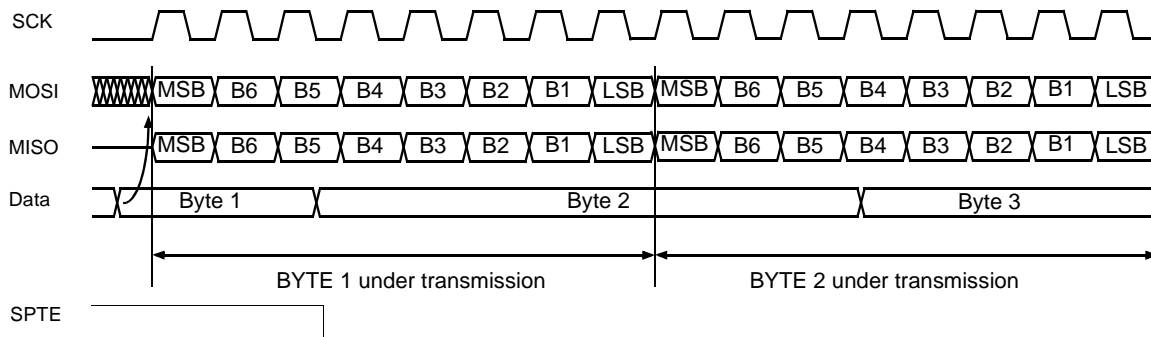 SCK
MOSI MSB B6 B5 B4 B3 B2 B1 LSB MSB B6 B5 B4 B3 B2 B1 LSB
MISO MSB B6 B5 B4 B3 B2 B1 LSB MSB B6 B5 B4 B3 B2 B1 LSB
Data Byte 1 Byte 2 Byte 3
BYTE 1 under transmission BYTE 2 under transmission
SPTE